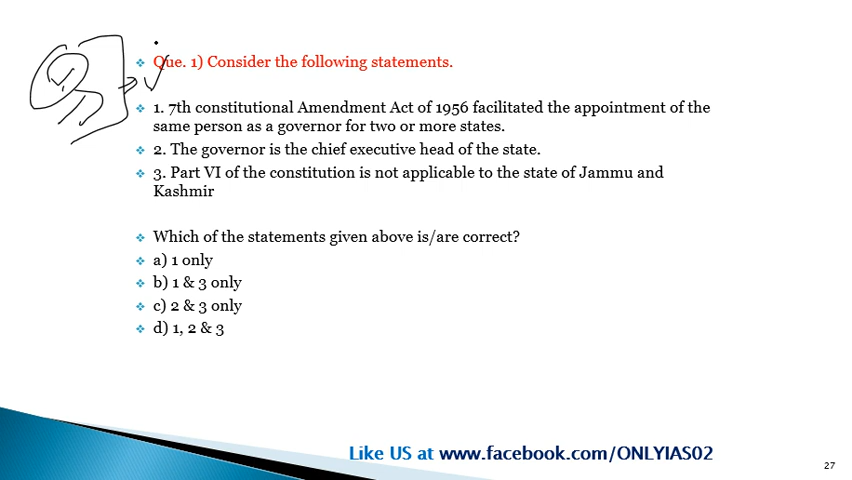 Que. 1) Consider the following statements.
1. 7th constitutional Amendment Act of 1956 facilitated the appointment of the
same person as a governor for two or more states.
2. The governor is the chief executive head of the state.
3. Part VI of the constitution is not applicable to the state of Jammu and
Kashmir
Which of the statements given above is/are correct?
a) 1 only
b) 1 & 3 only
c) 2 & 3 only
d) 1, 2 & 3
Like US at www.facebook.com/ONLYIAS02
27